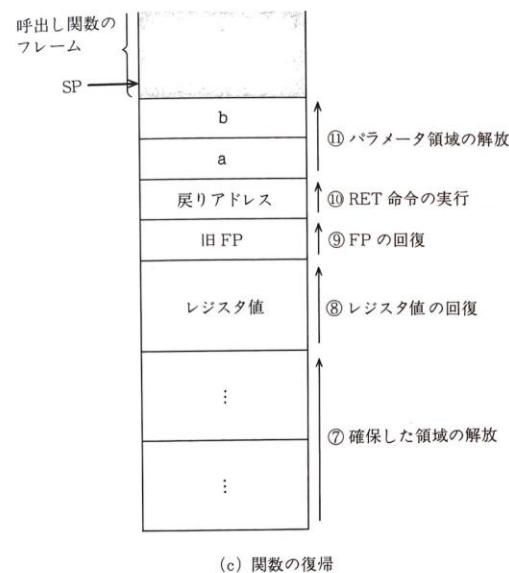 呼出し関数の
フレーム
SP
b
a
⑪ パラメータ領域の解放
戻りアドレス
⑩ RET 命令の実行
旧 FP
⑨ FP の回復
レジスタ値
⑧ レジスタ値の回復
⋮
⑦ 確保した領域の解放
⋮
(c) 関数の復帰